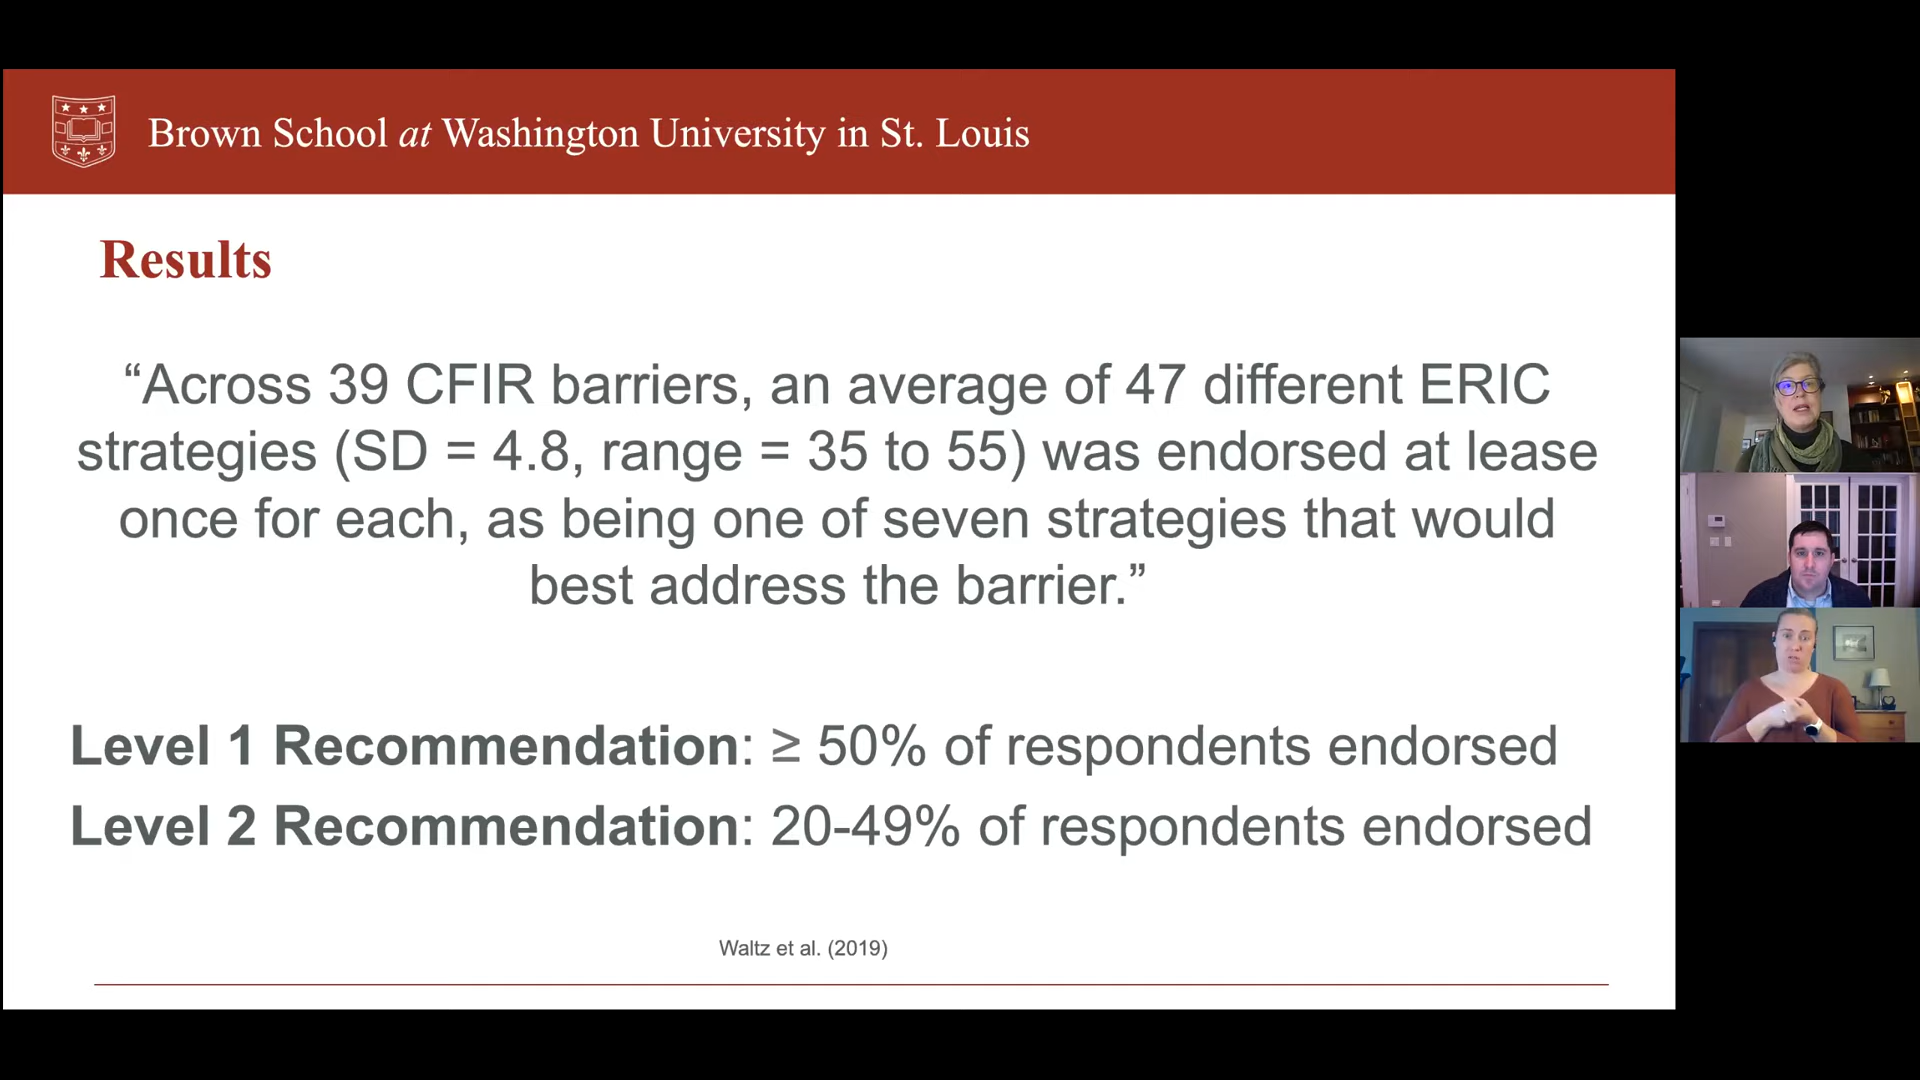 Brown School at Washington University in St. Louis
Results
“Across 39 CFIR barriers, an average of 47 different ERIC
strategies (SD = 4.8, range = 35 to 55) was endorsed at lease
once for each, as being one of seven strategies that would
best address the barrier.”
Level 1 Recommendation: ≥ 50% of respondents endorsed
Level 2 Recommendation: 20-49% of respondents endorsed
Waltz et al. (2019)